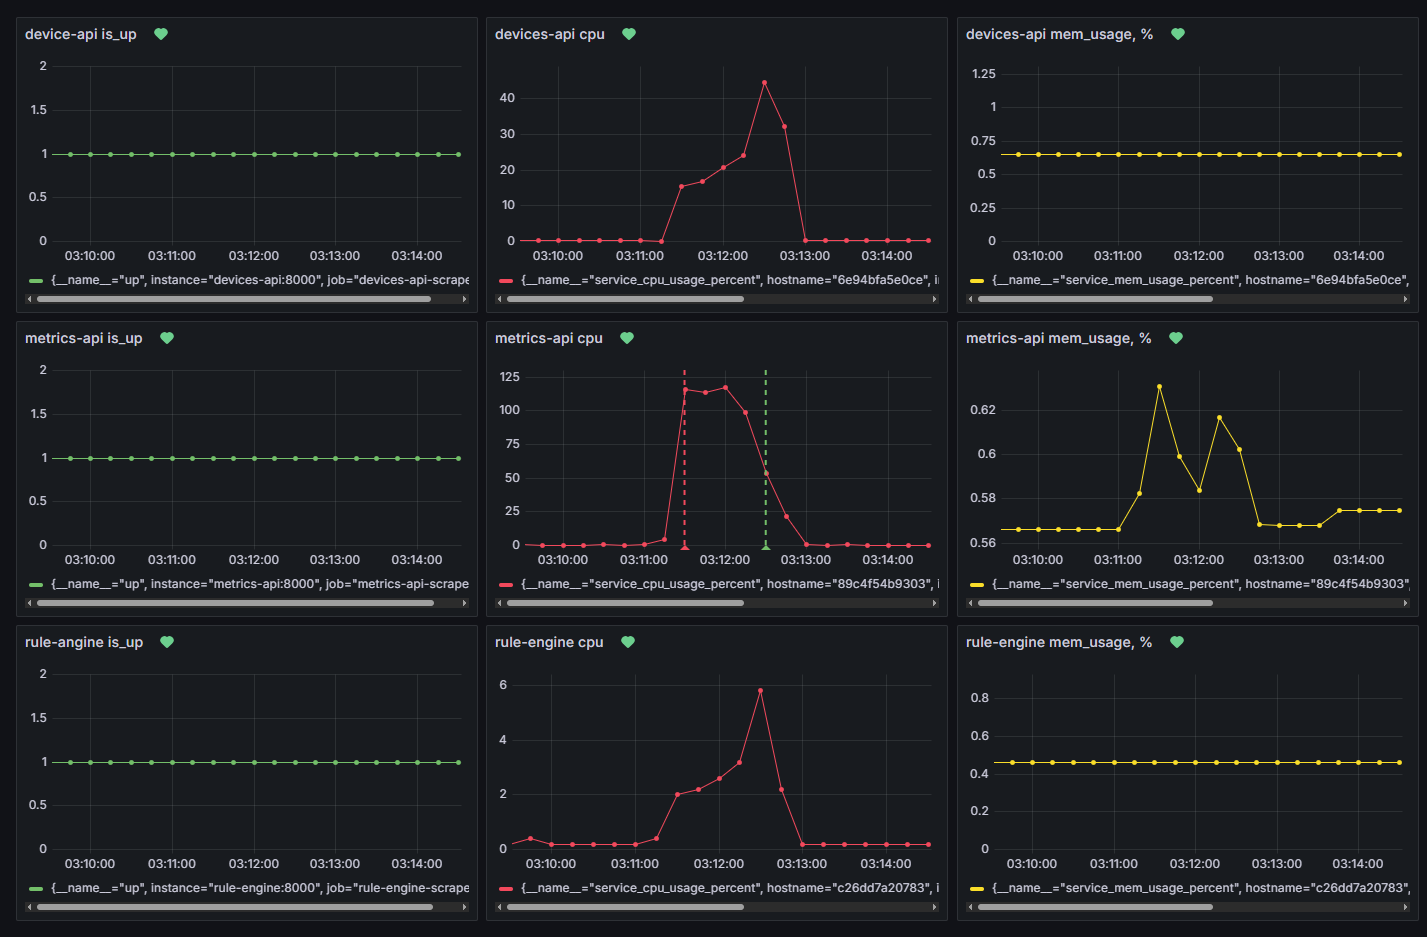 device-api is_up
2
1.5
1
0.5
0
03:10:00 03:11:00 03:12:00 03:13:00 03:14:00
{__name__="up", instance="devices-api:8000", job="devices-api-scrape
devices-api cpu
40
30
20
10
0
03:10:00 03:11:00 03:12:00 03:13:00 03:14:00
{__name__="service_cpu_usage_percent", hostname="6e94bfa5e0ce", i
devices-api mem_usage, %
1.25
1
0.75
0.5
0.25
0
03:10:00 03:11:00 03:12:00 03:13:00 03:14:00
{__name__="service_mem_usage_percent", hostname="6e94bfa5e0ce",
metrics-api is_up
2
1.5
1
0.5
0
03:10:00 03:11:00 03:12:00 03:13:00 03:14:00
{__name__="up", instance="metrics-api:8000", job="metrics-api-scrape
metrics-api cpu
125
100
75
50
25
0
03:10:00 03:11:00 03:12:00 03:13:00 03:14:00
{__name__="service_cpu_usage_percent", hostname="89c4f54b9303", i
metrics-api mem_usage, %
0.62
0.6
0.58
0.56
03:10:00 03:11:00 03:12:00 03:13:00 03:14:00
{__name__="service_mem_usage_percent", hostname="89c4f54b9303"
rule-angine is_up
2
1.5
1
0.5
0
03:10:00 03:11:00 03:12:00 03:13:00 03:14:00
{__name__="up", instance="rule-engine:8000", job="rule-engine-scrape
rule-engine cpu
6
4
2
0
03:10:00 03:11:00 03:12:00 03:13:00 03:14:00
{__name__="service_cpu_usage_percent", hostname="c26dd7a20783", i
rule-engine mem_usage, %
0.8
0.6
0.4
0.2
0
03:10:00 03:11:00 03:12:00 03:13:00 03:14:00
{__name__="service_mem_usage_percent", hostname="c26dd7a20783",